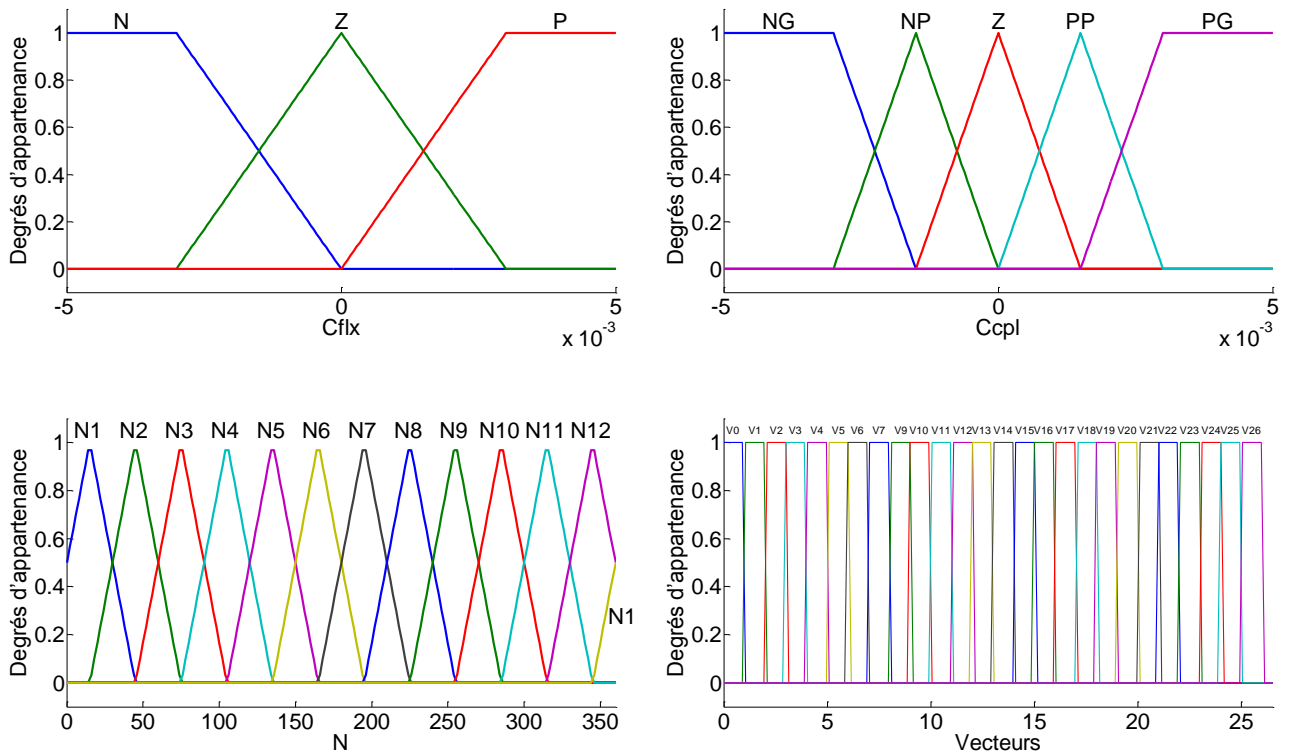 N Z P
Degrés d'appartenance
1
0.8
0.6
0.4
0.2
0
-5 0 5
Cflx
x 10-3
NG NP Z PP PG
Degrés d'appartenance
1
0.8
0.6
0.4
0.2
0
-5 0 5
Ccpl
x 10-3
N1 N2 N3 N4 N5 N6 N7 N8 N9 N10 N11 N12
N1
Degrés d'appartenance
1
0.8
0.6
0.4
0.2
0
0 50 100 150 200 250 300 350
N
V0 V1 V2 V3 V4 V5 V6 V7 V9 V10 V11 V12 V13 V14 V15 V16 V17 V18 V19 V20 V21 V22 V23 V24 V25 V26
Degrés d'appartenance
1
0.8
0.6
0.4
0.2
0
0 5 10 15 20 25
Vecteurs